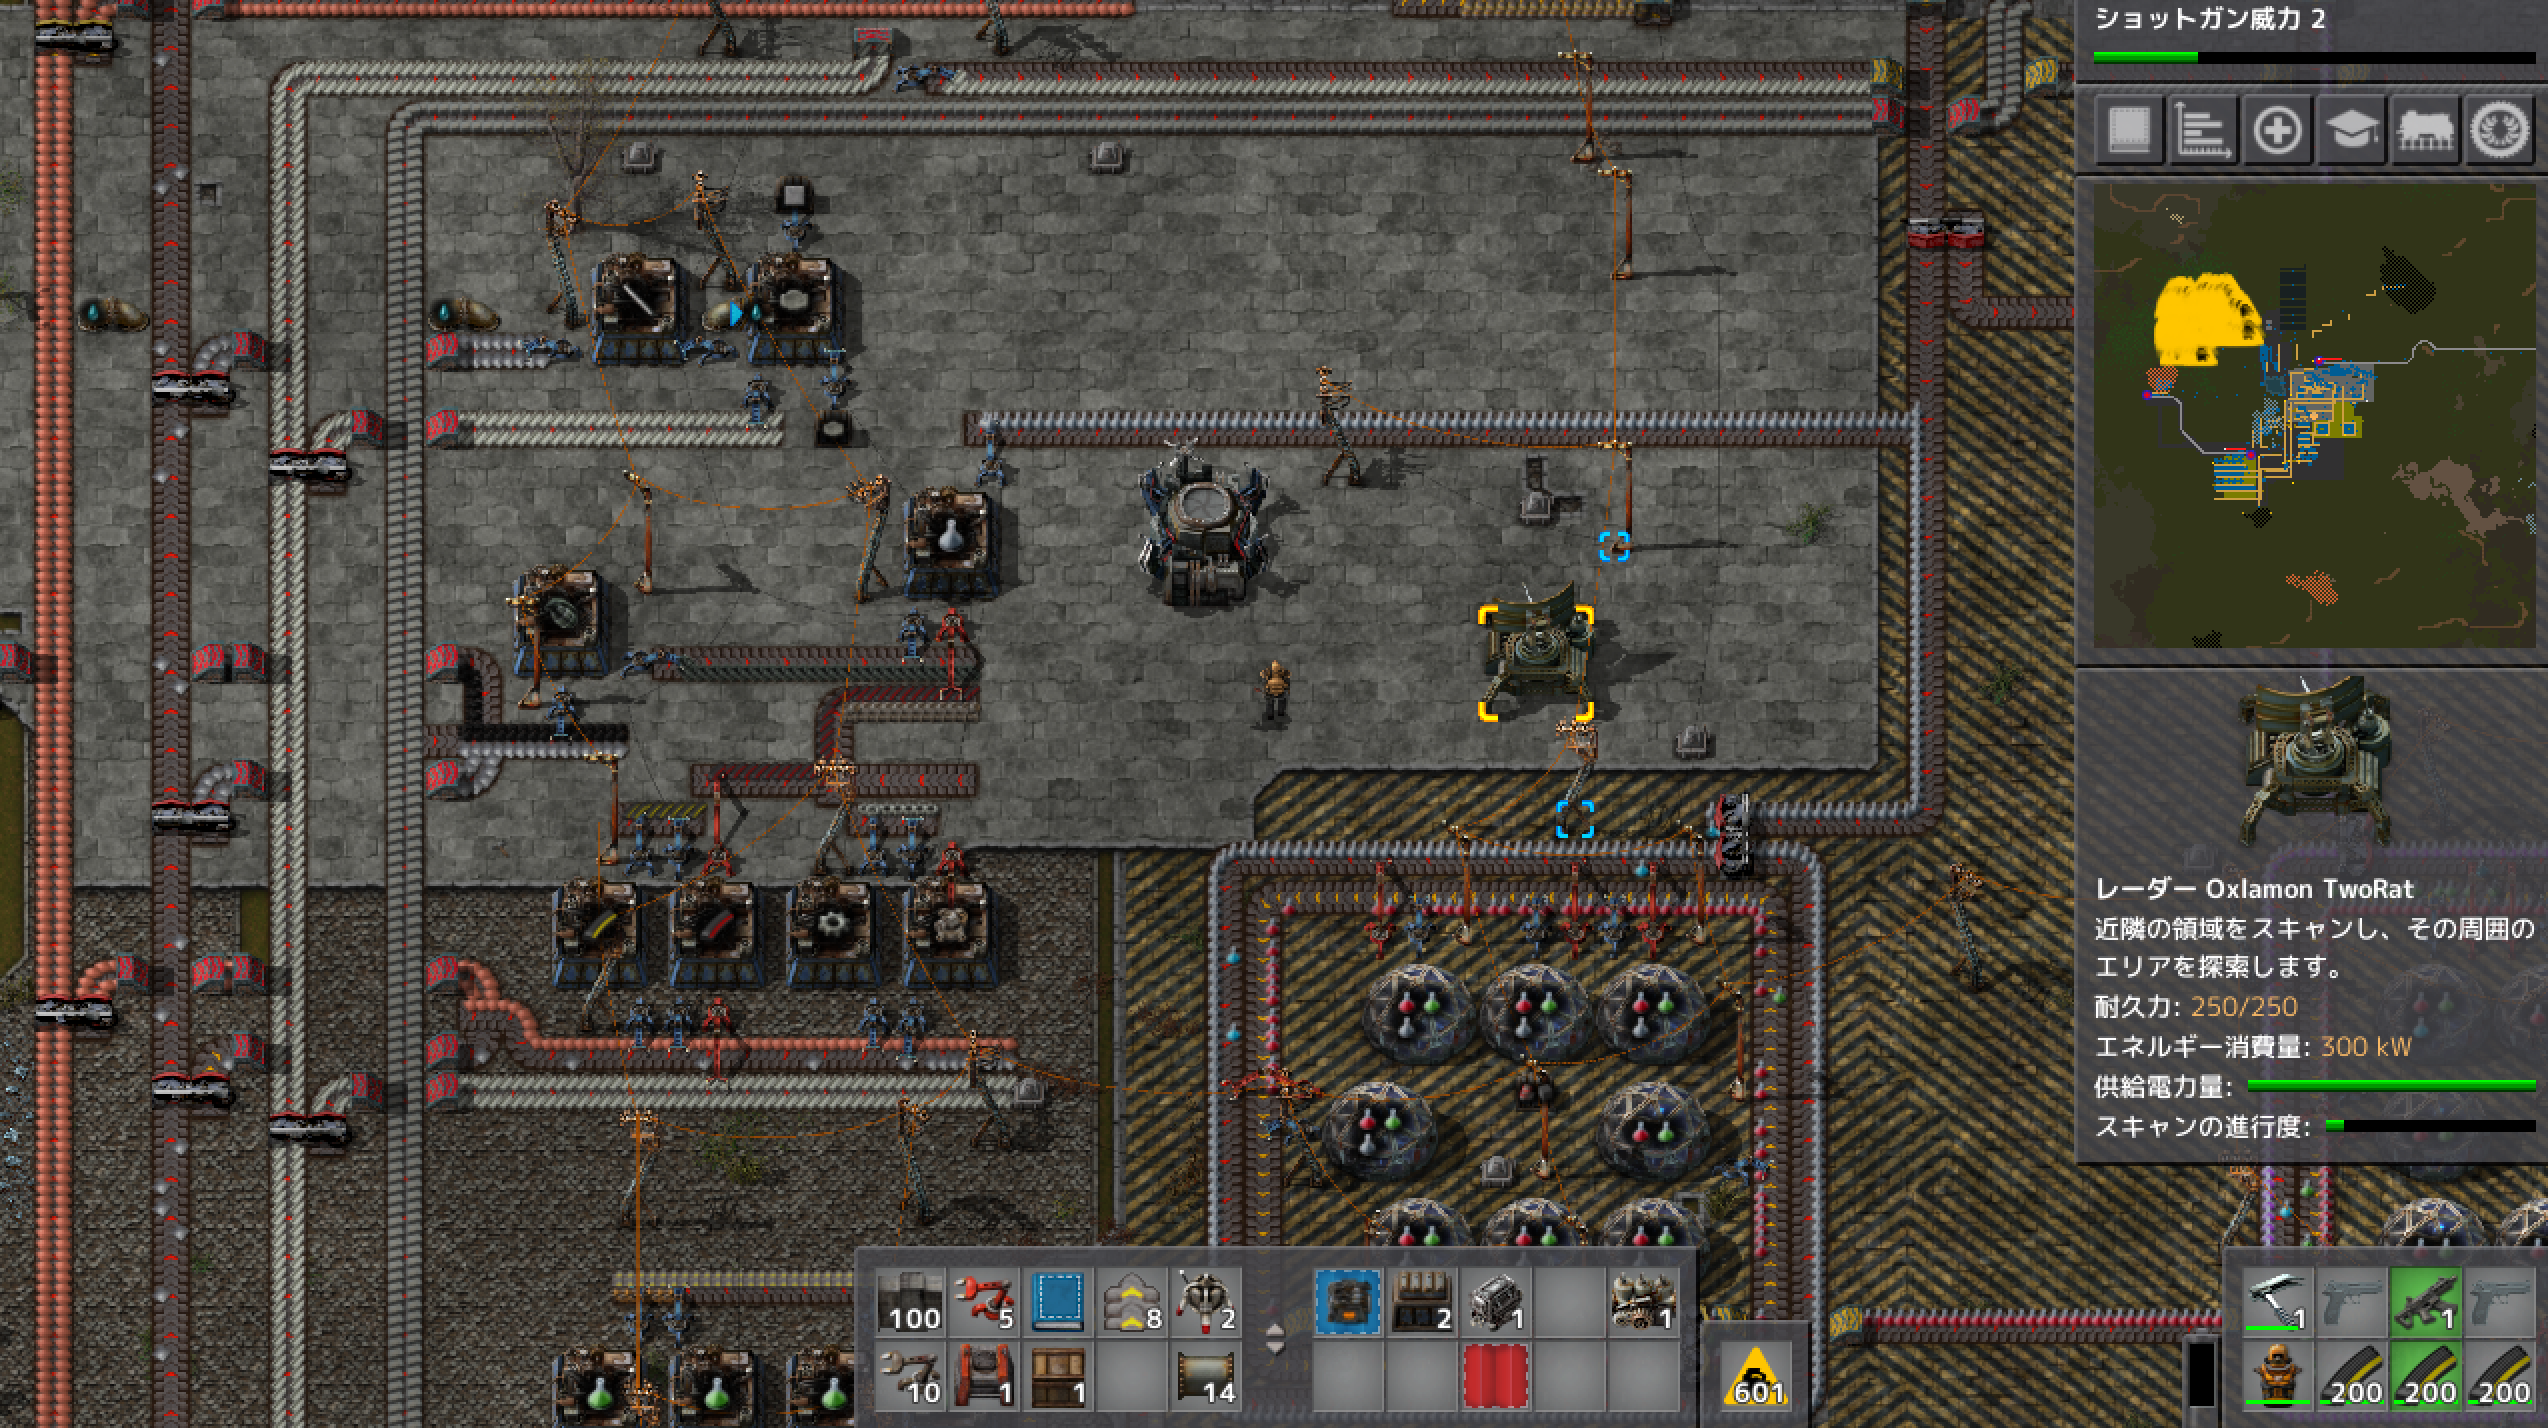 ショットガン威力 2
レーダー Oxlamon TwoRat
近隣の領域をスキャンし、その周囲の
エリアを探索します。
耐久力: 250/250
エネルギー消費量: 300 kW
供給電力量:
スキャンの進行度:
100 5 8 2 2 1 1
10 1 1 14
601
1 1
200 200 200